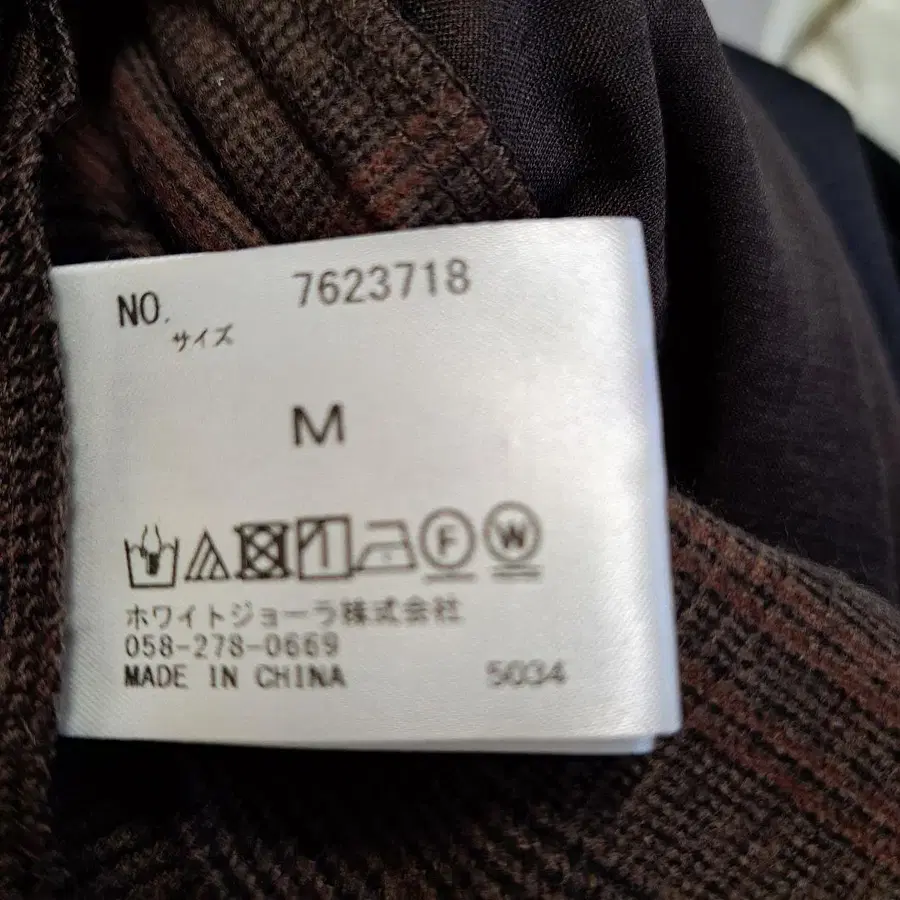 NO. 7623718
サイズ
M
F W
ホワイトジョーラ株式会社
058-278-0669
MADE IN CHINA 5034